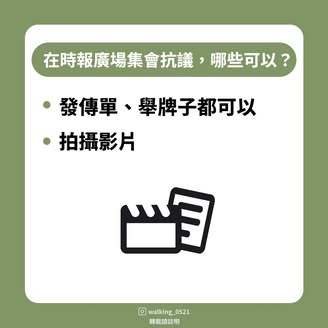 在時報廣場集會抗議，哪些可以？
發傳單、舉牌子都可以
拍攝影片
walking_0521
轉載請註明